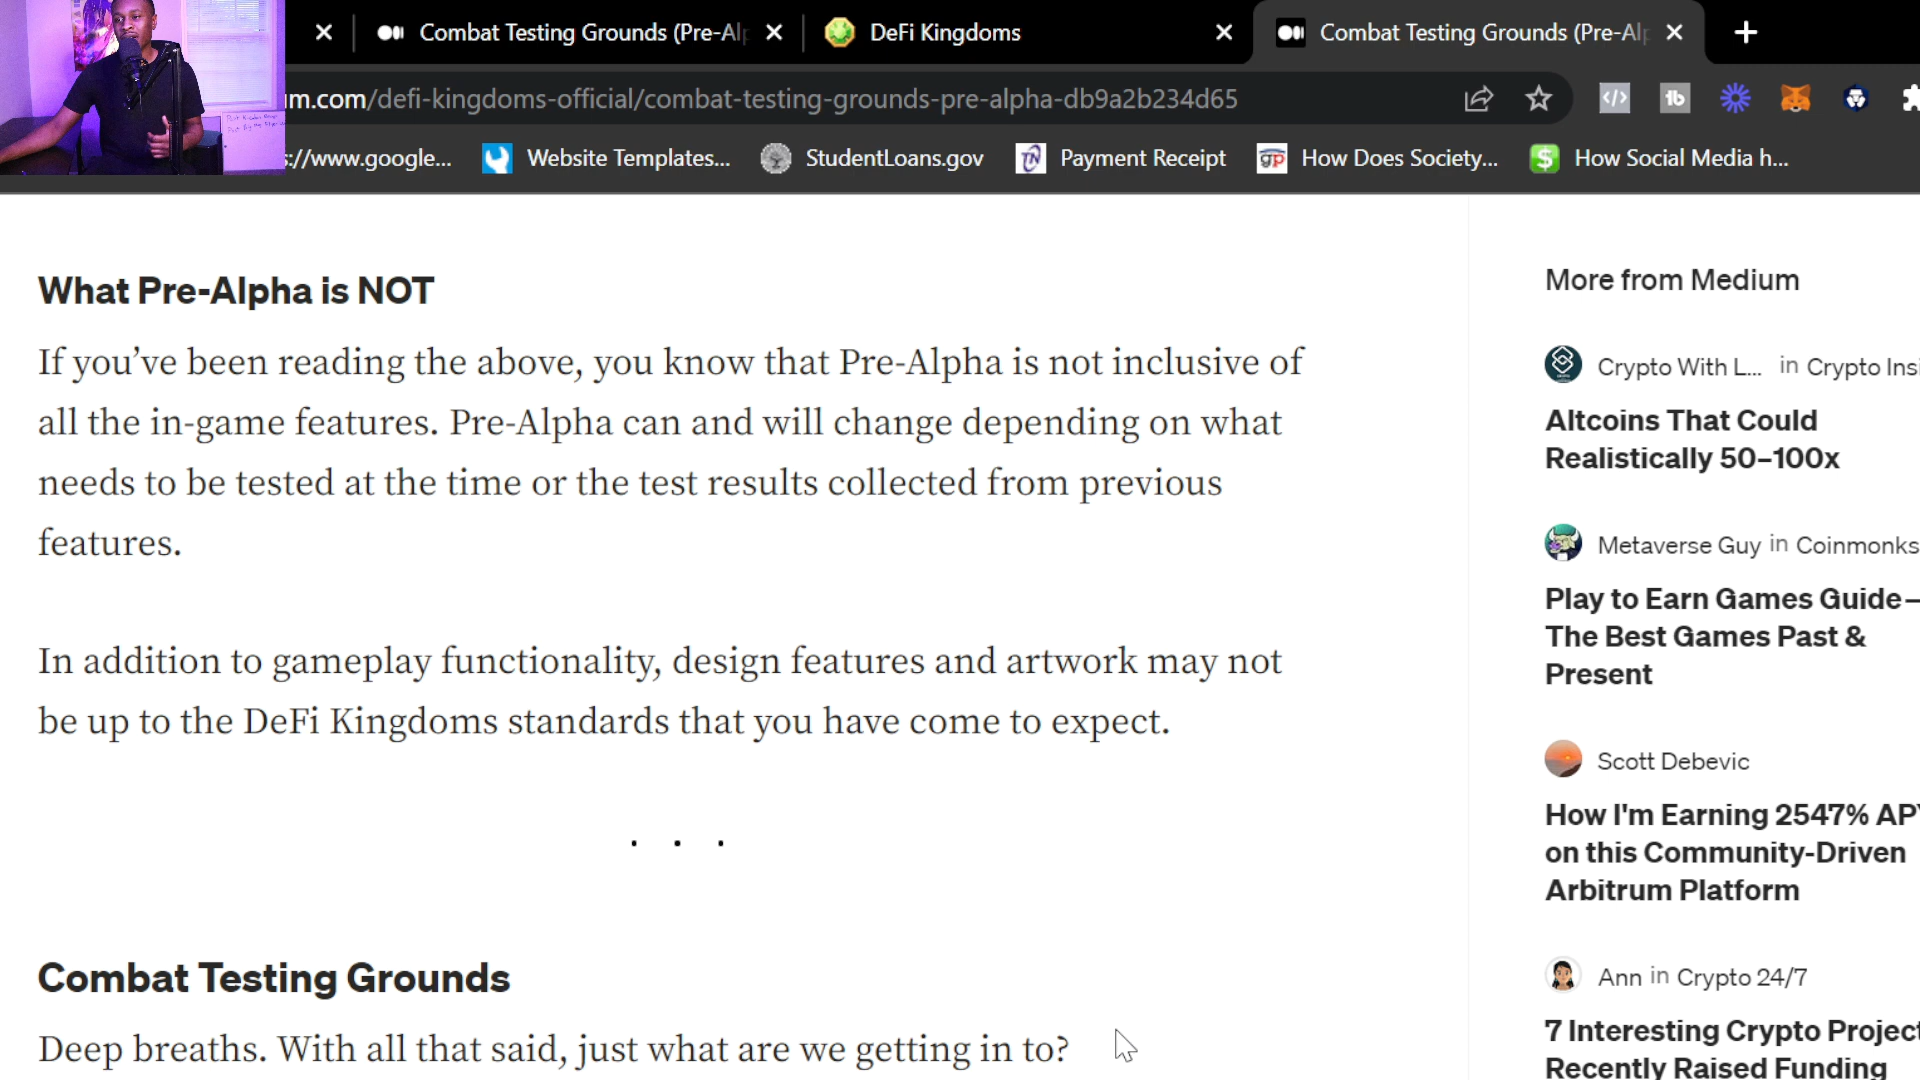 Combat Testing Grounds (Pre-Alp
DeFi Kingdoms
Combat Testing Grounds (Pre-Alp
m.com/defi-kingdoms-official/combat-testing-grounds-pre-alpha-db9a2b234d65
://www.google...
Website Templates...
StudentLoans.gov
Payment Receipt
How Does Society...
How Social Media h...
What Pre-Alpha is NOT
If you’ve been reading the above, you know that Pre-Alpha is not inclusive of
all the in-game features. Pre-Alpha can and will change depending on what
needs to be tested at the time or the test results collected from previous
features.
In addition to gameplay functionality, design features and artwork may not
be up to the DeFi Kingdoms standards that you have come to expect.
. . .
Combat Testing Grounds
Deep breaths. With all that said, just what are we getting in to?
More from Medium
Crypto With L... in Crypto Insi
Altcoins That Could
Realistically 50–100x
Metaverse Guy in Coinmonks
Play to Earn Games Guide—
The Best Games Past &
Present
Scott Debevic
How I'm Earning 2547% APY
on this Community-Driven
Arbitrum Platform
Ann in Crypto 24/7
7 Interesting Crypto Project
Recently Raised Funding